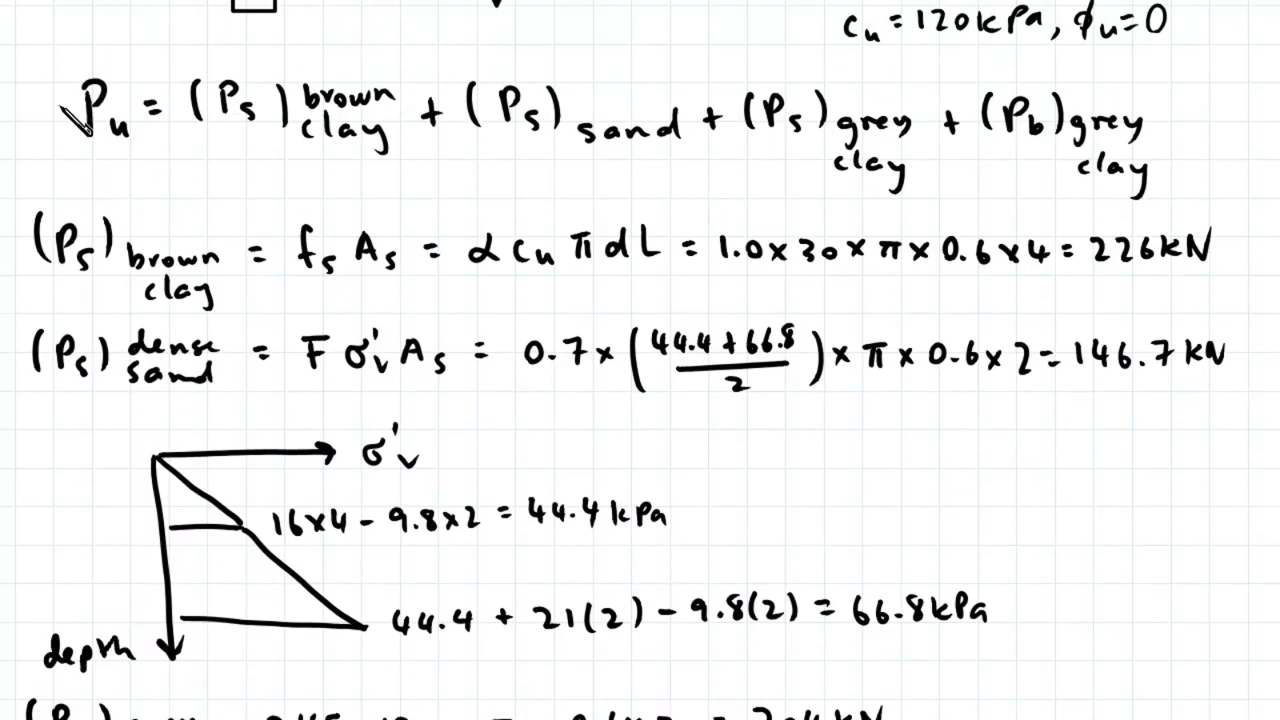 cu = 120 kPa, ϕu = 0
Pu = (Ps) brown clay + (Ps) sand + (Ps) grey clay + (Pb) grey clay
(Ps) brown clay = fs As = α cu π d L = 1.0 × 30 × π × 0.6 × 4 = 226 kN
(Ps) dense sand = F σ'v As = 0.7 × ((44.4 + 66.8)/2) × π × 0.6 × 2 = 146.7 kN
σ'v
16×4 - 9.8×2 = 44.4 kPa
44.4 + 21(2) - 9.8(2) = 66.8 kPa
depth